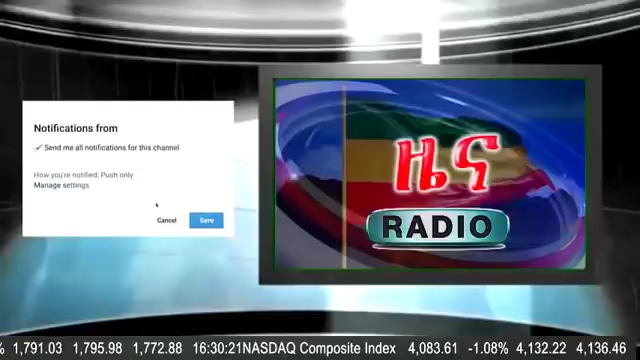 Notifications from
Send me all notifications for this channel
How you're notified: Push only
Manage settings
Cancel
Save
ዜና
RADIO
% 1,791.03 1,795.98 1,772.88 16:30:21NASDAQ Composite Index 4,083.61 -1.08% 4,132.22 4,136.46